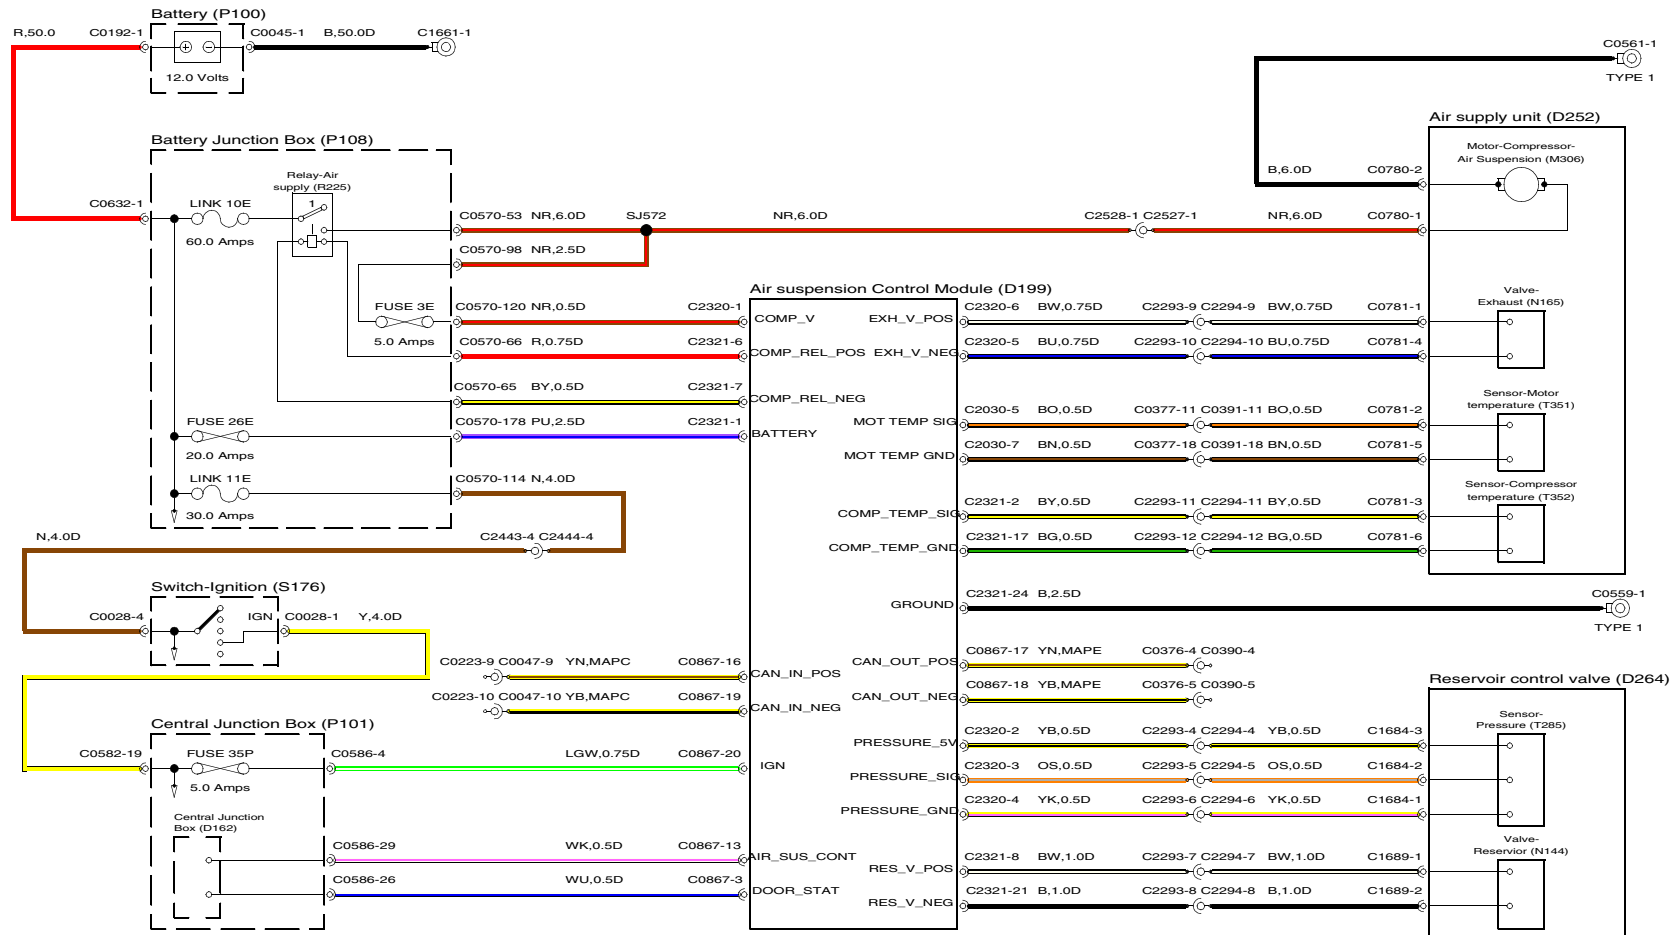 Battery (P100)
R,50.0 C0192-1 C0045-1 B,50.0D C1661-1
12.0 Volts
C0561-1
TYPE 1
Battery Junction Box (P108)
Relay-Air
supply (R225)
LINK 10E
1
C0632-1
60.0 Amps
C0570-53 NR,6.0D SJ572 NR,6.0D C2528-1 C2527-1 NR,6.0D C0780-1
C0570-98 NR,2.5D
FUSE 3E
5.0 Amps
C0570-120 NR,0.5D C2320-1
C0570-66 R,0.75D C2321-6
C0570-65 BY,0.5D C2321-7
FUSE 26E
20.0 Amps
C0570-178 PU,2.5D C2321-1
LINK 11E
30.0 Amps
C0570-114 N,4.0D
N,4.0D C2443-4 C2444-4
Switch-Ignition (S176)
C0028-4 IGN C0028-1 Y,4.0D
C0223-9 C0047-9 YN,MAPC C0867-16
C0223-10 C0047-10 YB,MAPC C0867-19
Central Junction Box (P101)
C0582-19 FUSE 35P C0586-4 LGW,0.75D C0867-20
5.0 Amps
Central Junction
Box (D162)
C0586-29 WK,0.5D C0867-13
C0586-26 WU,0.5D C0867-3
Air suspension Control Module (D199)
COMP_V EXH_V_POS
COMP_REL_POS EXH_V_NEG
COMP_REL_NEG
MOT TEMP SIG
BATTERY
MOT TEMP GND
COMP_TEMP_SIG
COMP_TEMP_GND
GROUND
CAN_OUT_POS
CAN_IN_POS
CAN_OUT_NEG
CAN_IN_NEG
PRESSURE_5V
IGN
PRESSURE_SIG
PRESSURE_GND
AIR_SUS_CONT
RES_V_POS
DOOR_STAT
RES_V_NEG
Air supply unit (D252)
Motor-Compressor-
Air Suspension (M306)
B,6.0D C0780-2
Valve-
Exhaust (N165)
C2320-6 BW,0.75D C2293-9 C2294-9 BW,0.75D C0781-1
C2320-5 BU,0.75D C2293-10 C2294-10 BU,0.75D C0781-4
Sensor-Motor
temperature (T351)
C2030-5 BO,0.5D C0377-11 C0391-11 BO,0.5D C0781-2
C2030-7 BN,0.5D C0377-18 C0391-18 BN,0.5D C0781-5
Sensor-Compressor
temperature (T352)
C2321-2 BY,0.5D C2293-11 C2294-11 BY,0.5D C0781-3
C2321-17 BG,0.5D C2293-12 C2294-12 BG,0.5D C0781-6
C2321-24 B,2.5D C0559-1
TYPE 1
C0867-17 YN,MAPE C0376-4 C0390-4
C0867-18 YB,MAPE C0376-5 C0390-5
Reservoir control valve (D264)
Sensor-
Pressure (T285)
C2320-2 YB,0.5D C2293-4 C2294-4 YB,0.5D C1684-3
C2320-3 OS,0.5D C2293-5 C2294-5 OS,0.5D C1684-2
C2320-4 YK,0.5D C2293-6 C2294-6 YK,0.5D C1684-1
Valve-
Reservior (N144)
C2321-8 BW,1.0D C2293-7 C2294-7 BW,1.0D C1689-1
C2321-21 B,1.0D C2293-8 C2294-8 B,1.0D C1689-2